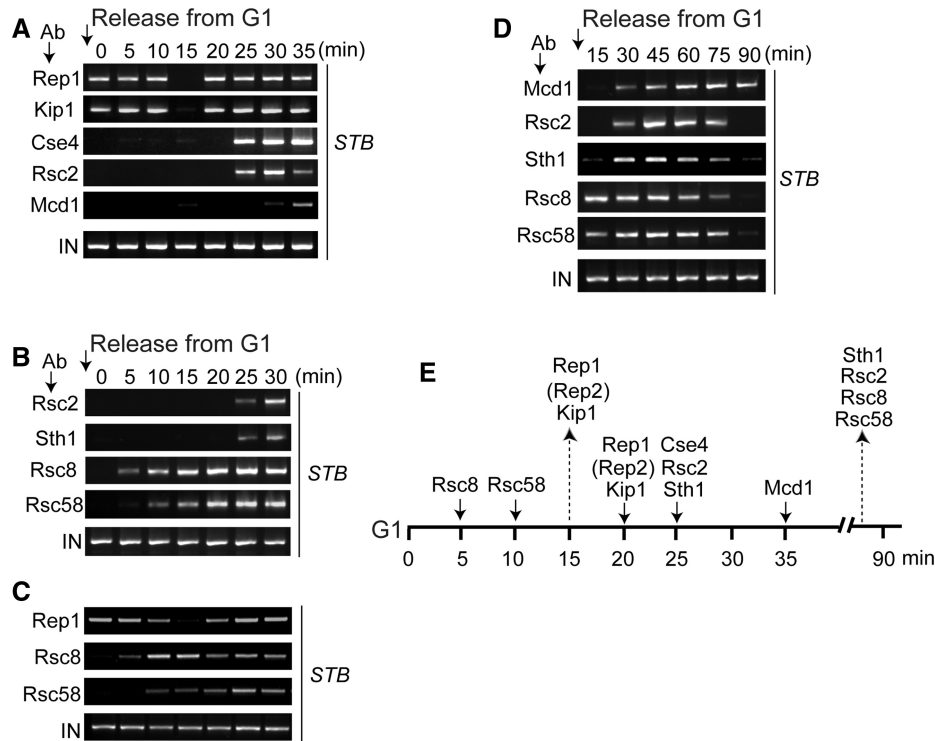 A
Release from G1
Ab
0 5 10 15 20 25 30 35 (min)
Rep1
Kip1
Cse4
Rsc2
Mcd1
IN
STB
B
Release from G1
Ab
0 5 10 15 20 25 30 (min)
Rsc2
Sth1
Rsc8
Rsc58
IN
STB
C
Rep1
Rsc8
Rsc58
IN
STB
D
Release from G1
Ab
15 30 45 60 75 90 (min)
Mcd1
Rsc2
Sth1
Rsc8
Rsc58
IN
STB
E
Rep1
(Rep2)
Kip1
Sth1
Rsc2
Rsc8
Rsc58
Rsc8
Rsc58
Rep1
(Rep2)
Kip1
Cse4
Rsc2
Sth1
Mcd1
G1
0 5 10 15 20 25 30 35 90 min